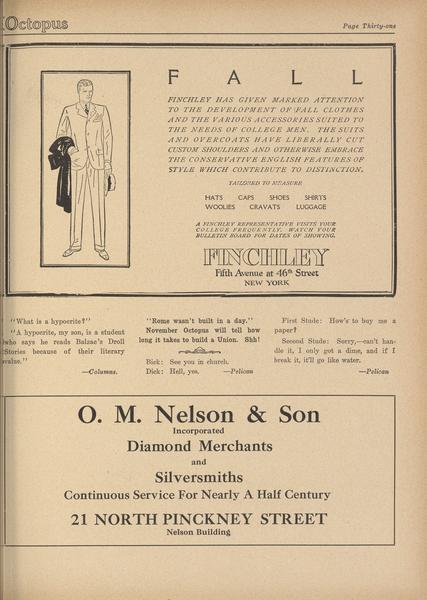 Octopus
Page Thirty-one
FALL
FINCHLEY HAS GIVEN MARKED ATTENTION
TO THE DEVELOPMENT OF FALL CLOTHES
AND THE VARIOUS ACCESSORIES SUITED TO
THE NEEDS OF COLLEGE MEN. THE SUITS
AND OVERCOATS HAVE LIBERALLY CUT
CUSTOM SHOULDERS AND OTHERWISE EMBRACE
THE CONSERVATIVE ENGLISH FEATURES OF
STYLE WHICH CONTRIBUTE TO DISTINCTION.
TAILORED TO MEASURE
HATS CAPS SHOES SHIRTS
WOOLIES CRAVATS LUGGAGE
A FINCHLEY REPRESENTATIVE VISITS YOUR
COLLEGE FREQUENTLY. WATCH YOUR
BULLETIN BOARD FOR DATES OF SHOWING.
FINCHLEY
Fifth Avenue at 46th Street
NEW YORK
"What is a hypocrite?"
"A hypocrite, my son, is a student
who says he reads Balzac's Droll
Stories because of their literary
value."
—Columns.
"Rome wasn't built in a day."
November Octopus will tell how
long it takes to build a Union. Shh!
Bick: See you in church.
Dick: Hell, yes. —Pelican
First Stude: How's to buy me a
paper?
Second Stude: Sorry,—can't han-
dle it, I only got a dime, and if I
break it, it'll go like water.
—Pelican
O. M. Nelson & Son
Incorporated
Diamond Merchants
and
Silversmiths
Continuous Service For Nearly A Half Century
21 NORTH PINCKNEY STREET
Nelson Building